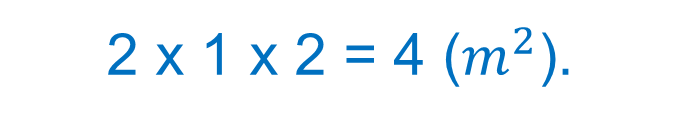 2 x 1 x 2 = 4 (m²).